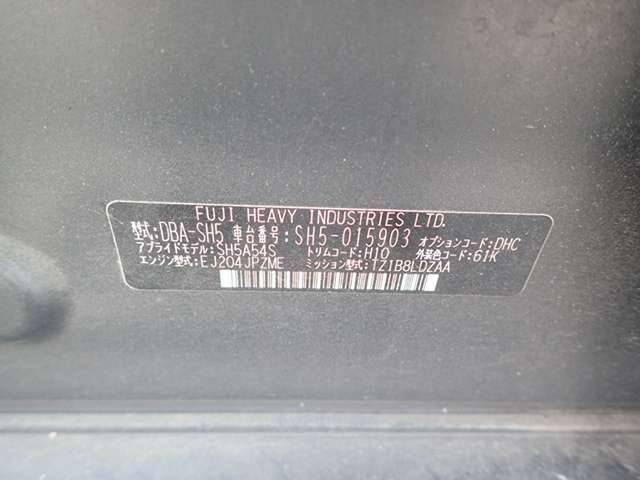 FUJI HEAVY INDUSTRIES LTD.
型式:DBA-SH5 車台番号:SH5-015903 オプションコード:DHC
アプライドモデル:SH5A54S トリムコード:H10 外装色コード:61K
エンジン型式:EJ204JPZME ミッション型式:TZ1B8LDZAA